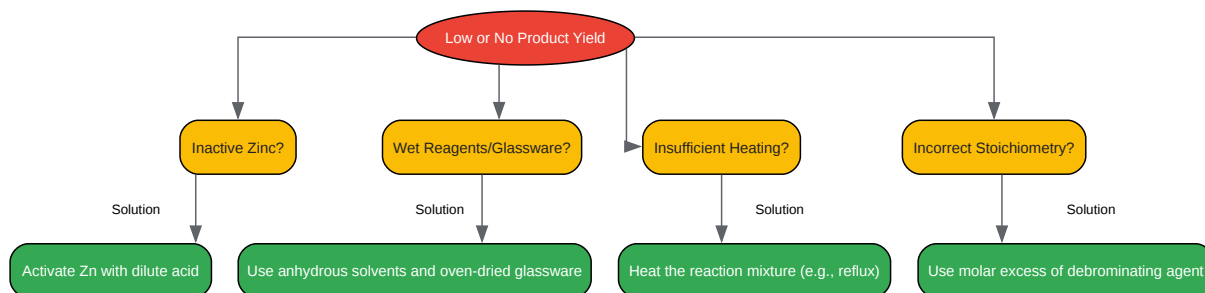 Low or No Product Yield
Inactive Zinc?
Wet Reagents/Glassware?
Insufficient Heating?
Incorrect Stoichiometry?
Solution
Solution
Solution
Solution
Activate Zn with dilute acid
Use anhydrous solvents and oven-dried glassware
Heat the reaction mixture (e.g., reflux)
Use molar excess of debrominating agent